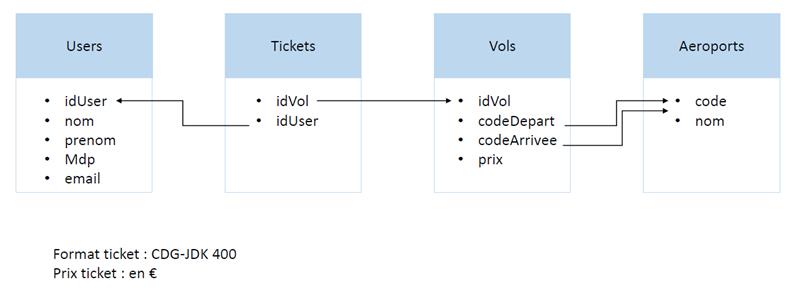 Users
idUser
nom
prenom
Mdp
email
Tickets
idVol
idUser
Vols
idVol
codeDepart
codeArrivee
prix
Aeroports
code
nom
Format ticket : CDG-JDK 400
Prix ticket : en €